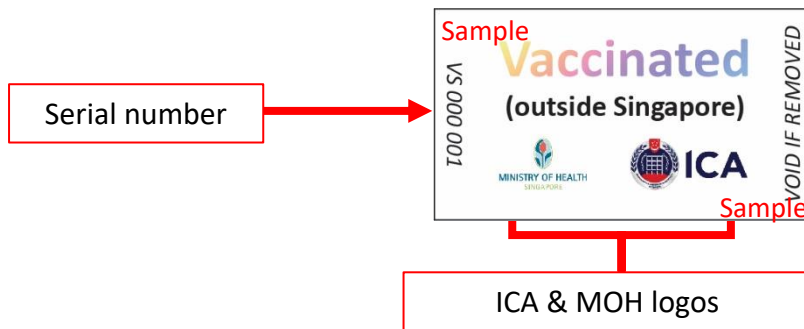 Sample
Vaccinated
(outside Singapore)
VS 000 001
VOID IF REMOVED
MINISTRY OF HEALTH
SINGAPORE
ICA
Sample
Serial number
ICA & MOH logos